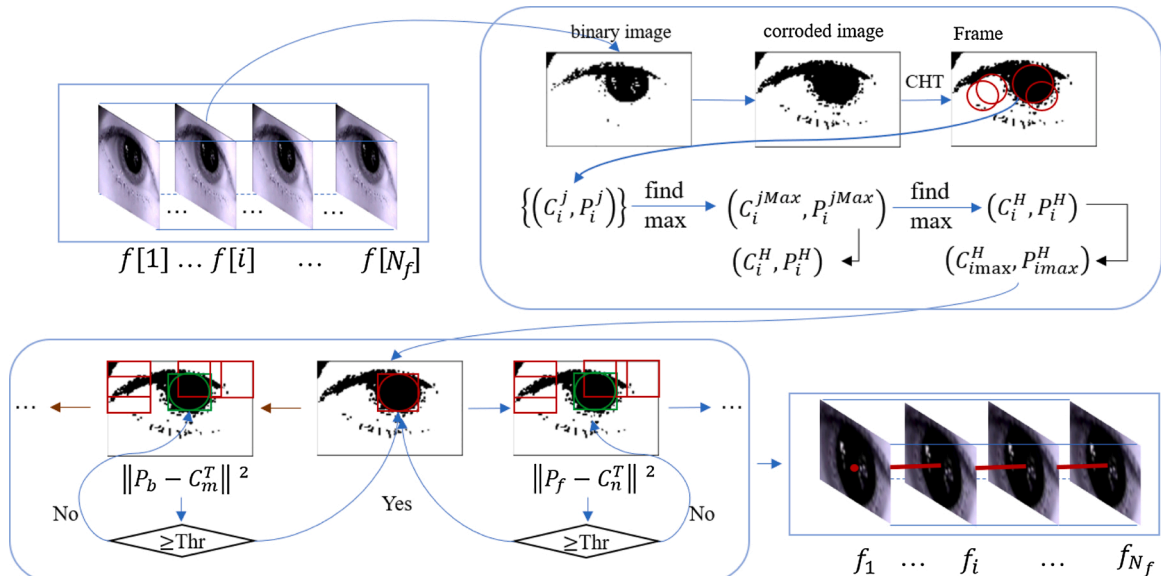 binary image
corroded image
Frame
CHT
... ...
f[1] ... f[i] ... f[N_f]
{(C_i^j, P_i^j)} find max (C_i^{jMax}, P_i^{jMax}) find max (C_i^H, P_i^H)
(C_i^H, P_i^H) (C_{imax}^H, P_{imax}^H)
... ...
‖P_b − C_m^T‖ ² ‖P_f − C_n^T‖ ²
No Yes No
≥Thr ≥Thr
f_1 ... f_i ... f_{N_f}